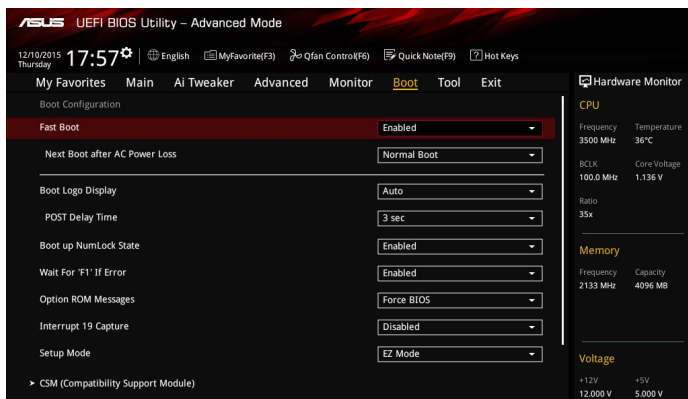 ASUS UEFI BIOS Utility – Advanced Mode
12/10/2015 Thursday 17:57 English MyFavorite(F3) Qfan Control(F6) Quick Note(F9) ? Hot Keys
My Favorites Main Ai Tweaker Advanced Monitor Boot Tool Exit
Boot Configuration
Fast Boot Enabled
Next Boot after AC Power Loss Normal Boot
Boot Logo Display Auto
POST Delay Time 3 sec
Boot up NumLock State Enabled
Wait For 'F1' If Error Enabled
Option ROM Messages Force BIOS
Interrupt 19 Capture Disabled
Setup Mode EZ Mode
CSM (Compatibility Support Module)
Hardware Monitor
CPU
Frequency Temperature
3500 MHz 36°C
BCLK Core Voltage
100.0 MHz 1.136 V
Ratio
35x
Memory
Frequency Capacity
2133 MHz 4096 MB
Voltage
+12V +5V
12.000 V 5.000 V